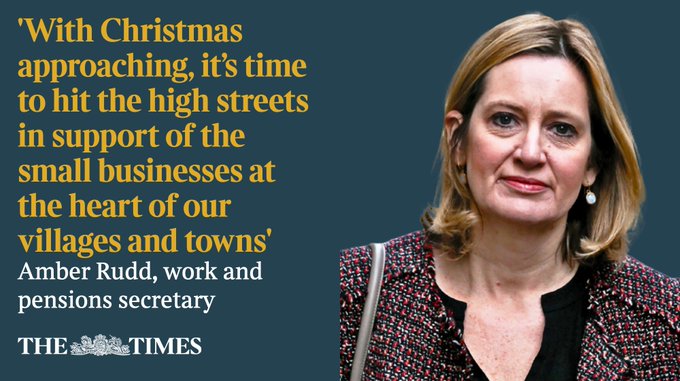 'With Christmas
approaching, it’s time
to hit the high streets
in support of the
small businesses at
the heart of our
villages and towns'
Amber Rudd, work and
pensions secretary
THE TIMES